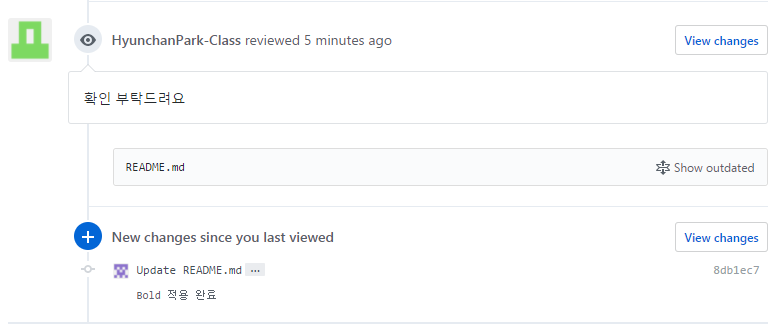 HyunchanPark-Class reviewed 5 minutes ago
View changes
확인 부탁드려요
README.md
Show outdated
New changes since you last viewed
View changes
Update README.md ...
8db1ec7
Bold 적용 완료